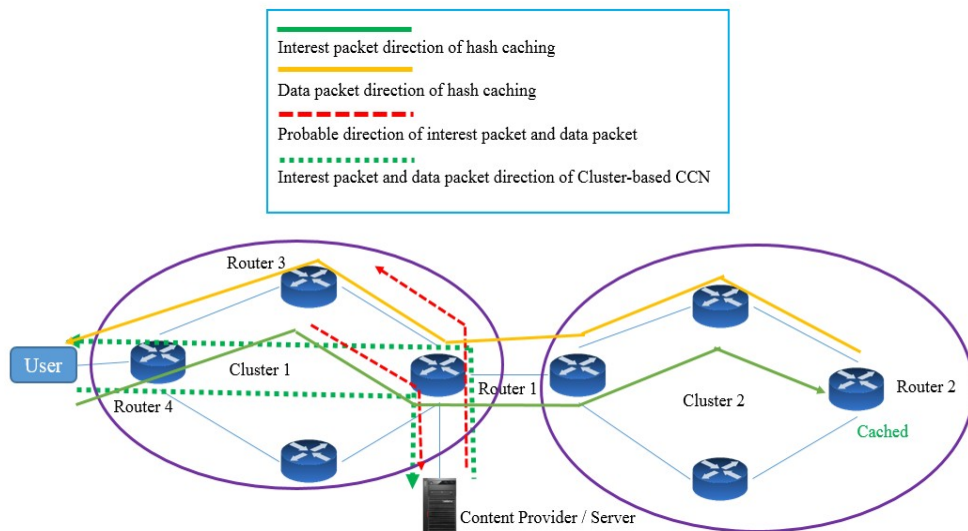 Interest packet direction of hash caching
Data packet direction of hash caching
Probable direction of interest packet and data packet
Interest packet and data packet direction of Cluster-based CCN
Router 3
User
Cluster 1
Router 1
Router 4
Cluster 2
Router 2
Cached
Content Provider / Server